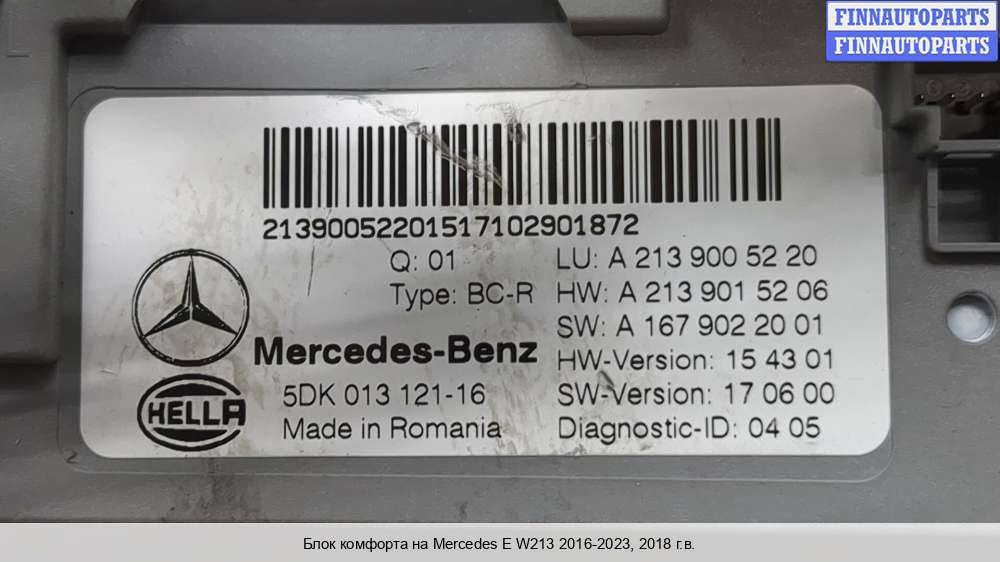 FINNAUTOPARTS
FINNAUTOPARTS
21390052201517102901872
Q: 01
LU: A 213 900 52 20
Type: BC-R
HW: A 213 901 52 06
SW: A 167 902 20 01
Mercedes-Benz
HW-Version: 15 43 01
HELLA
5DK 013 121-16
SW-Version: 17 06 00
Made in Romania
Diagnostic-ID: 04 05
Блок комфорта на Mercedes E W213 2016-2023, 2018 г.в.